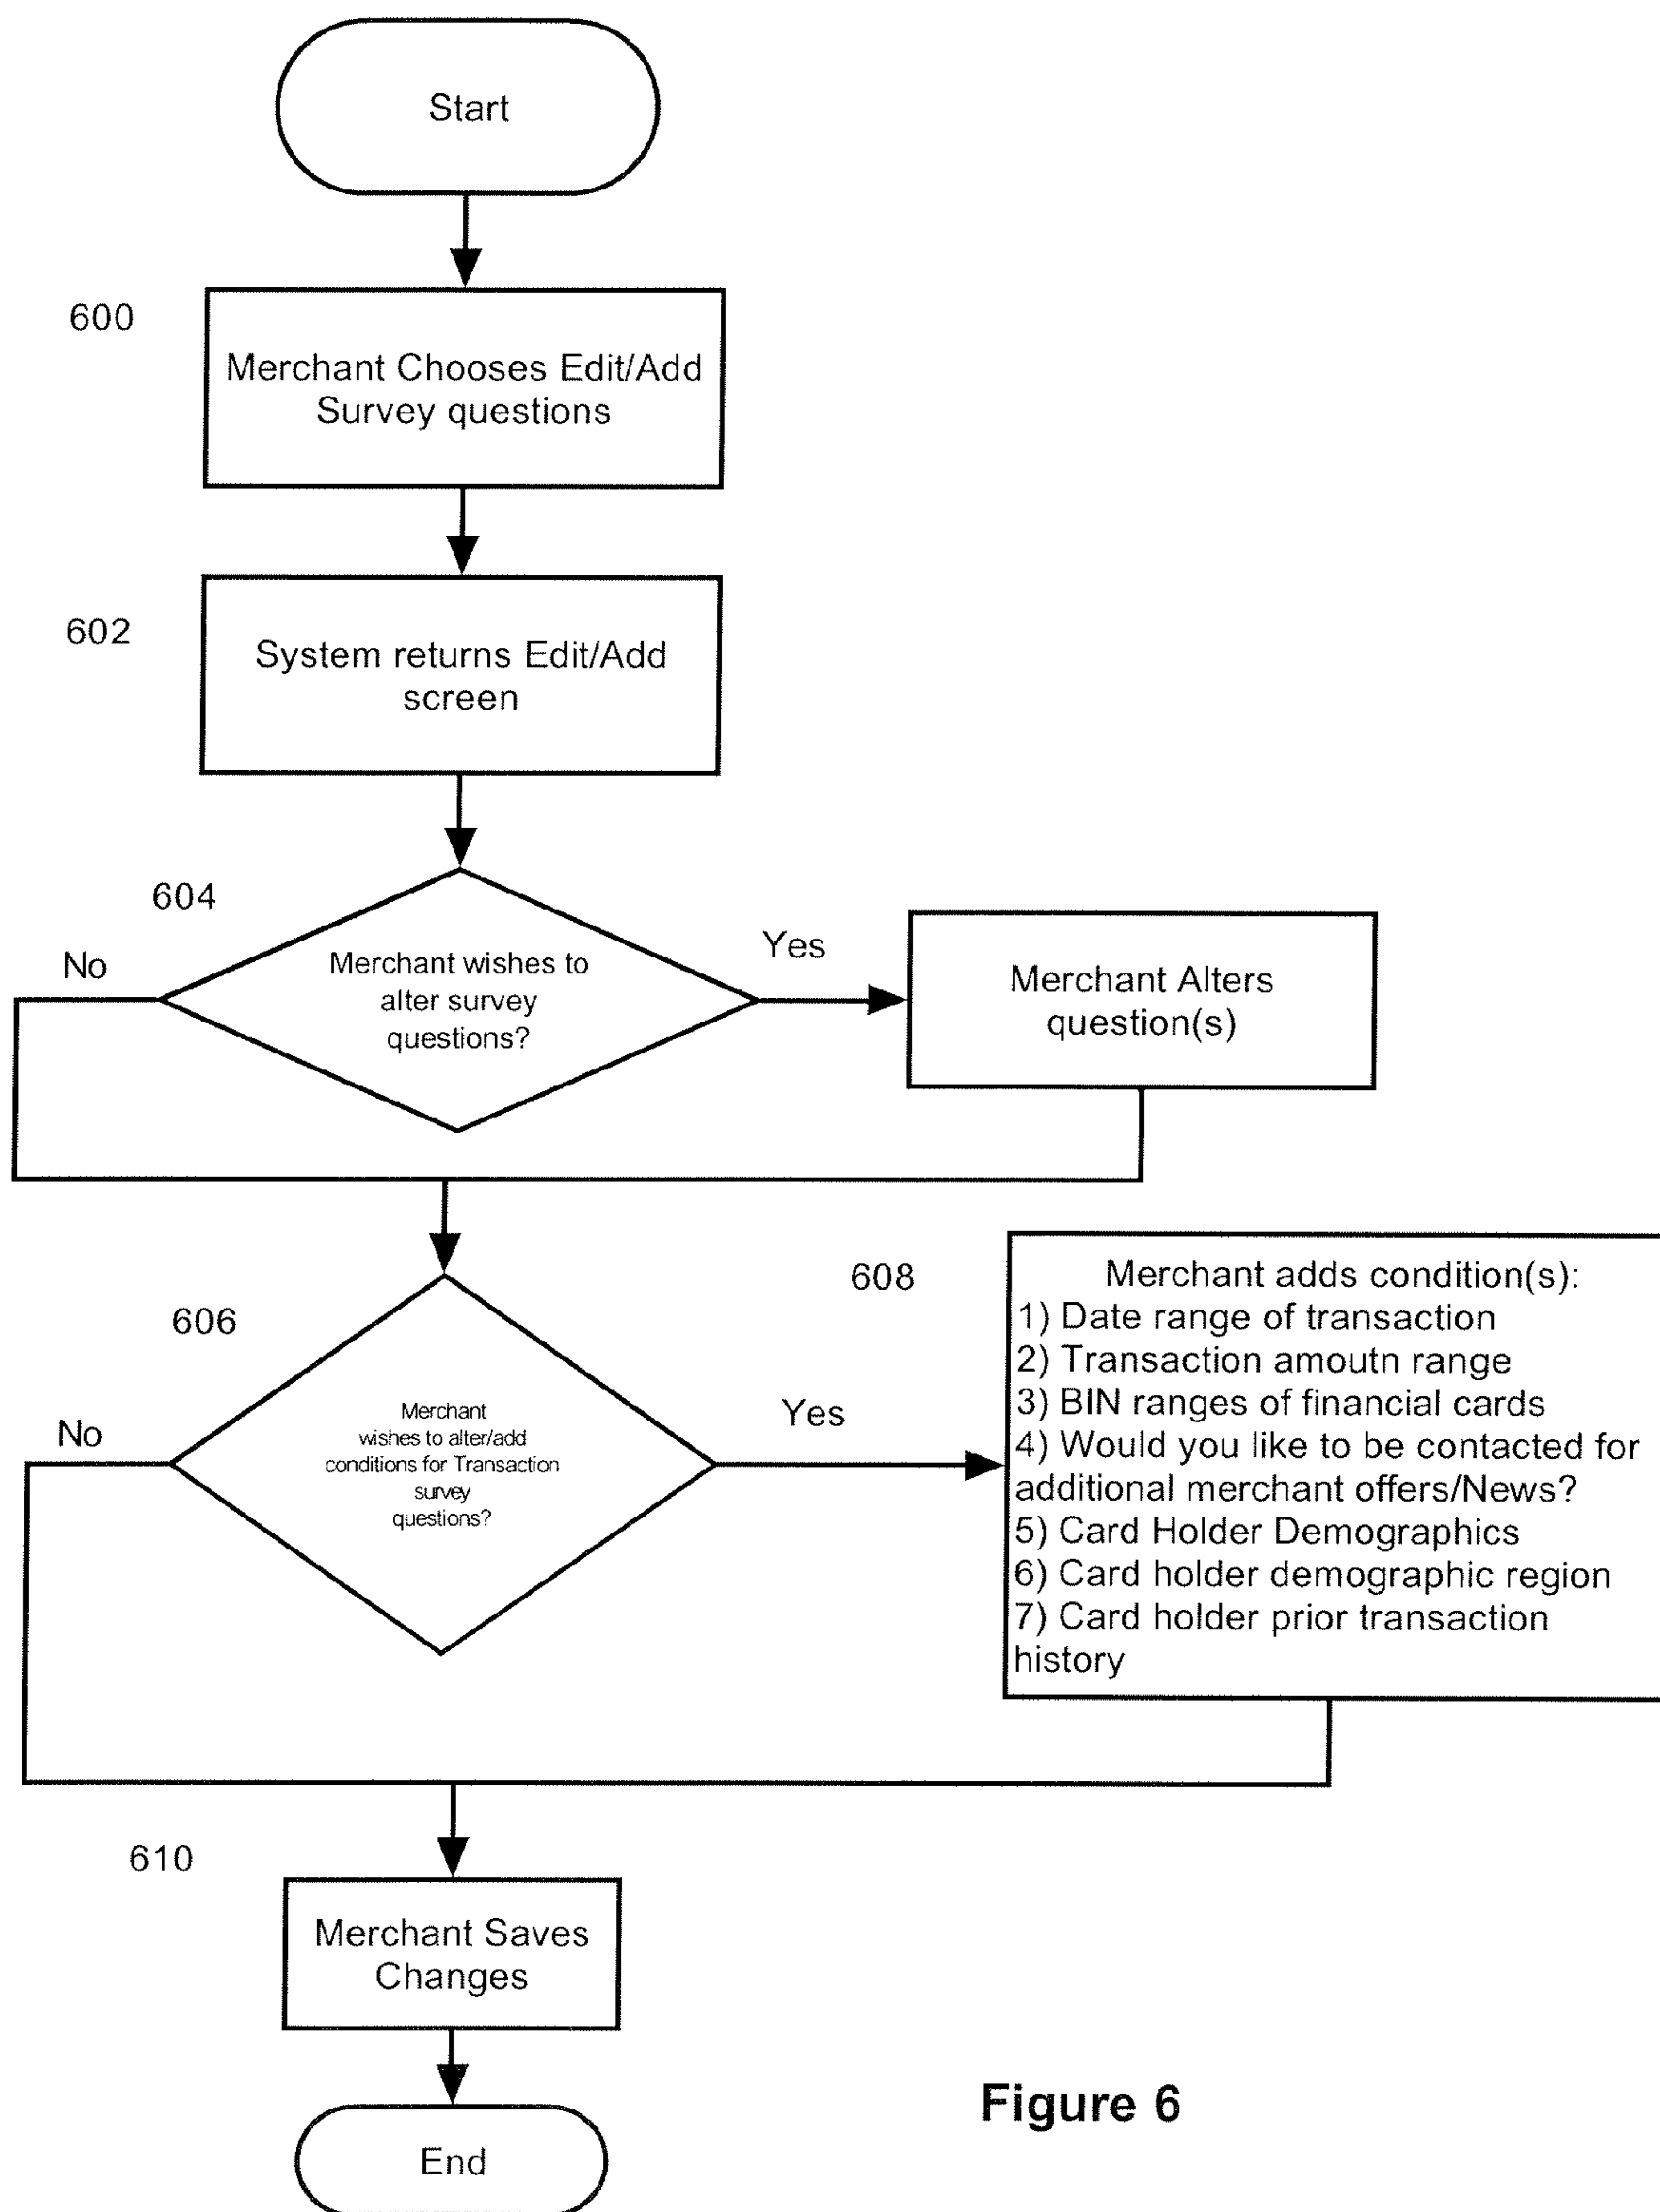 Start
600
Merchant Chooses Edit/Add
Survey questions
602
System returns Edit/Add
screen
604
No
Merchant wishes to
alter survey
questions?
Yes
Merchant Alters
question(s)
606
No
Merchant
wishes to alter/add
conditions for Transaction
survey
questions?
Yes
608
Merchant adds condition(s):
1) Date range of transaction
2) Transaction amoutn range
3) BIN ranges of financial cards
4) Would you like to be contacted for
additional merchant offers/News?
5) Card Holder Demographics
6) Card holder demographic region
7) Card holder prior transaction
history
610
Merchant Saves
Changes
End
Figure 6